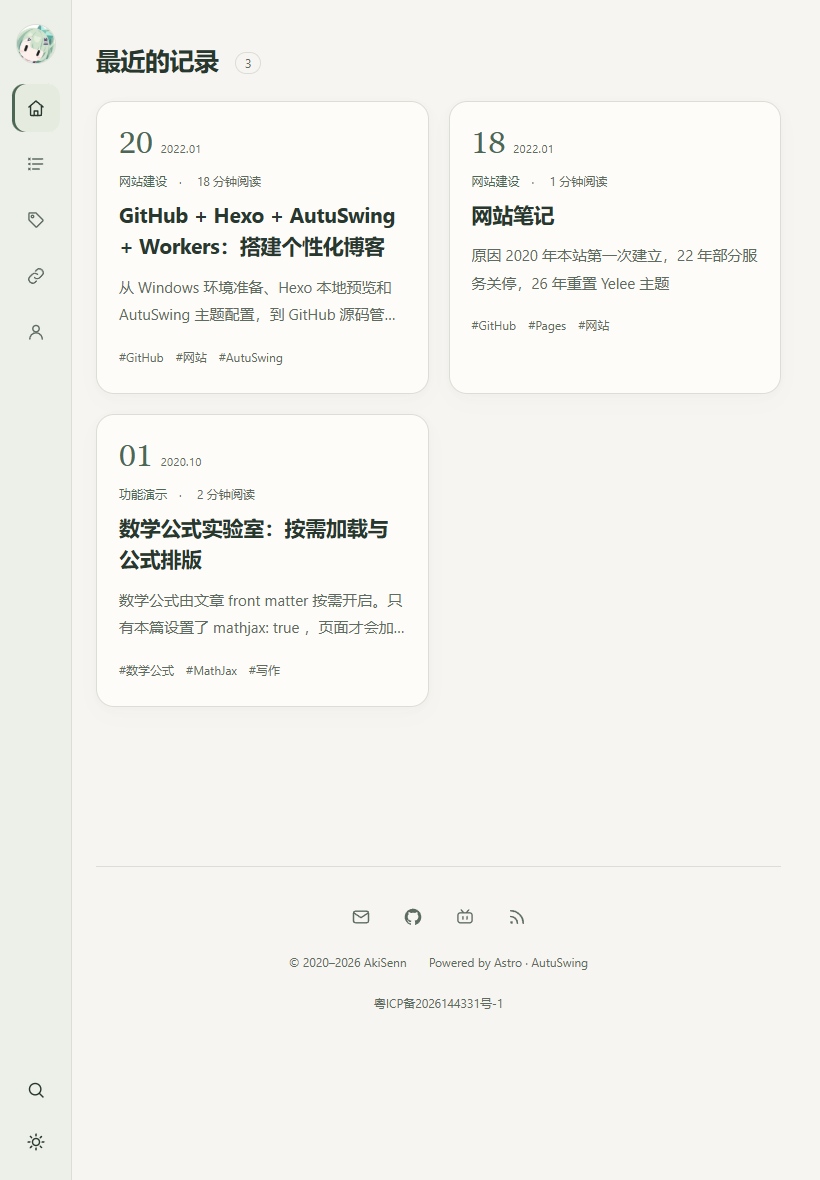 最近的记录 3
20 2022.01
网站建设 · 18 分钟阅读
GitHub + Hexo + AutuSwing
+ Workers：搭建个性化博客
从 Windows 环境准备、Hexo 本地预览和
AutuSwing 主题配置，到 GitHub 源码管...
#GitHub #网站 #AutuSwing
18 2022.01
网站建设 · 1 分钟阅读
网站笔记
原因 2020 年本站第一次建立，22 年部分服
务关停，26 年重置 Yelee 主题
#GitHub #Pages #网站
01 2020.10
功能演示 · 2 分钟阅读
数学公式实验室：按需加载与
公式排版
数学公式由文章 front matter 按需开启。只
有本篇设置了 mathjax: true ，页面才会加...
#数学公式 #MathJax #写作
© 2020–2026 AkiSenn Powered by Astro · AutuSwing
粤ICP备2026144331号-1